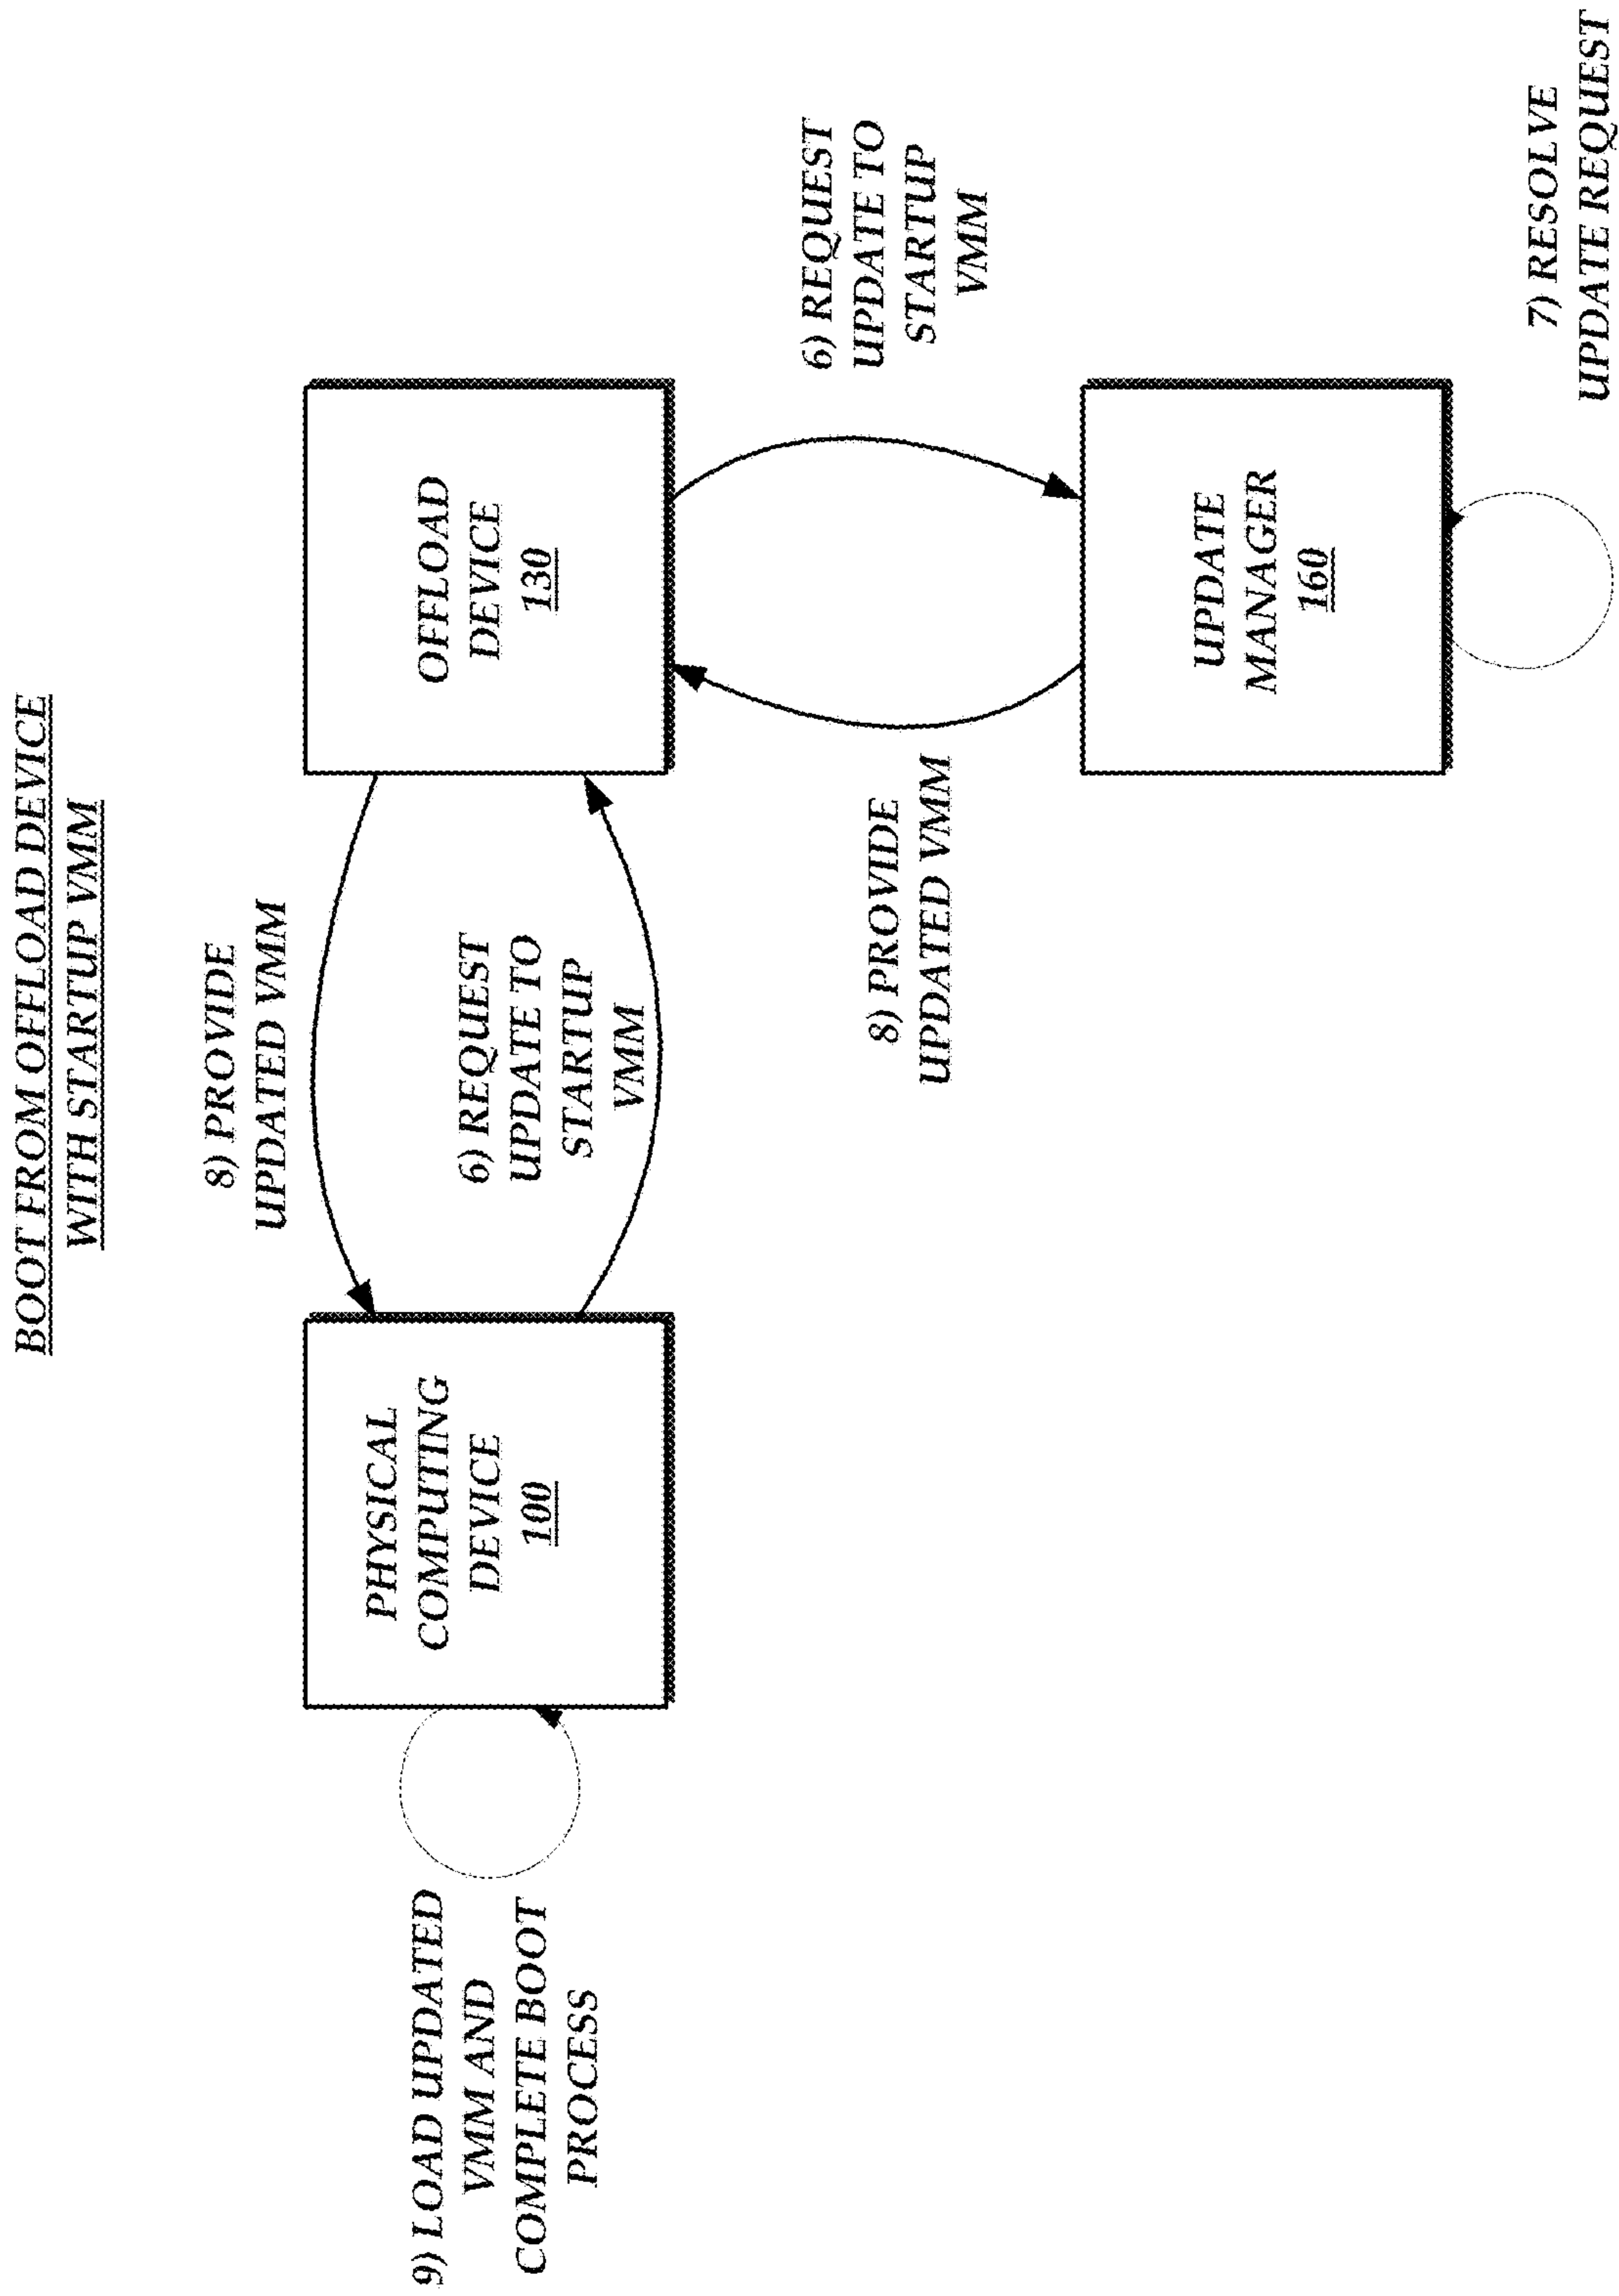 BOOT FROM OFFLOAD DEVICE
WITH STARTUP VMM
8) PROVIDE
UPDATED VMM
9) LOAD UPDATED
VMM AND
COMPLETE BOOT
PROCESS
PHYSICAL
COMPUTING
DEVICE
100
6) REQUEST
UPDATE TO
STARTUP
VMM
OFFLOAD
DEVICE
130
8) PROVIDE
UPDATED VMM
6) REQUEST
UPDATE TO
STARTUP
VMM
UPDATE
MANAGER
160
7) RESOLVE
UPDATE REQUEST